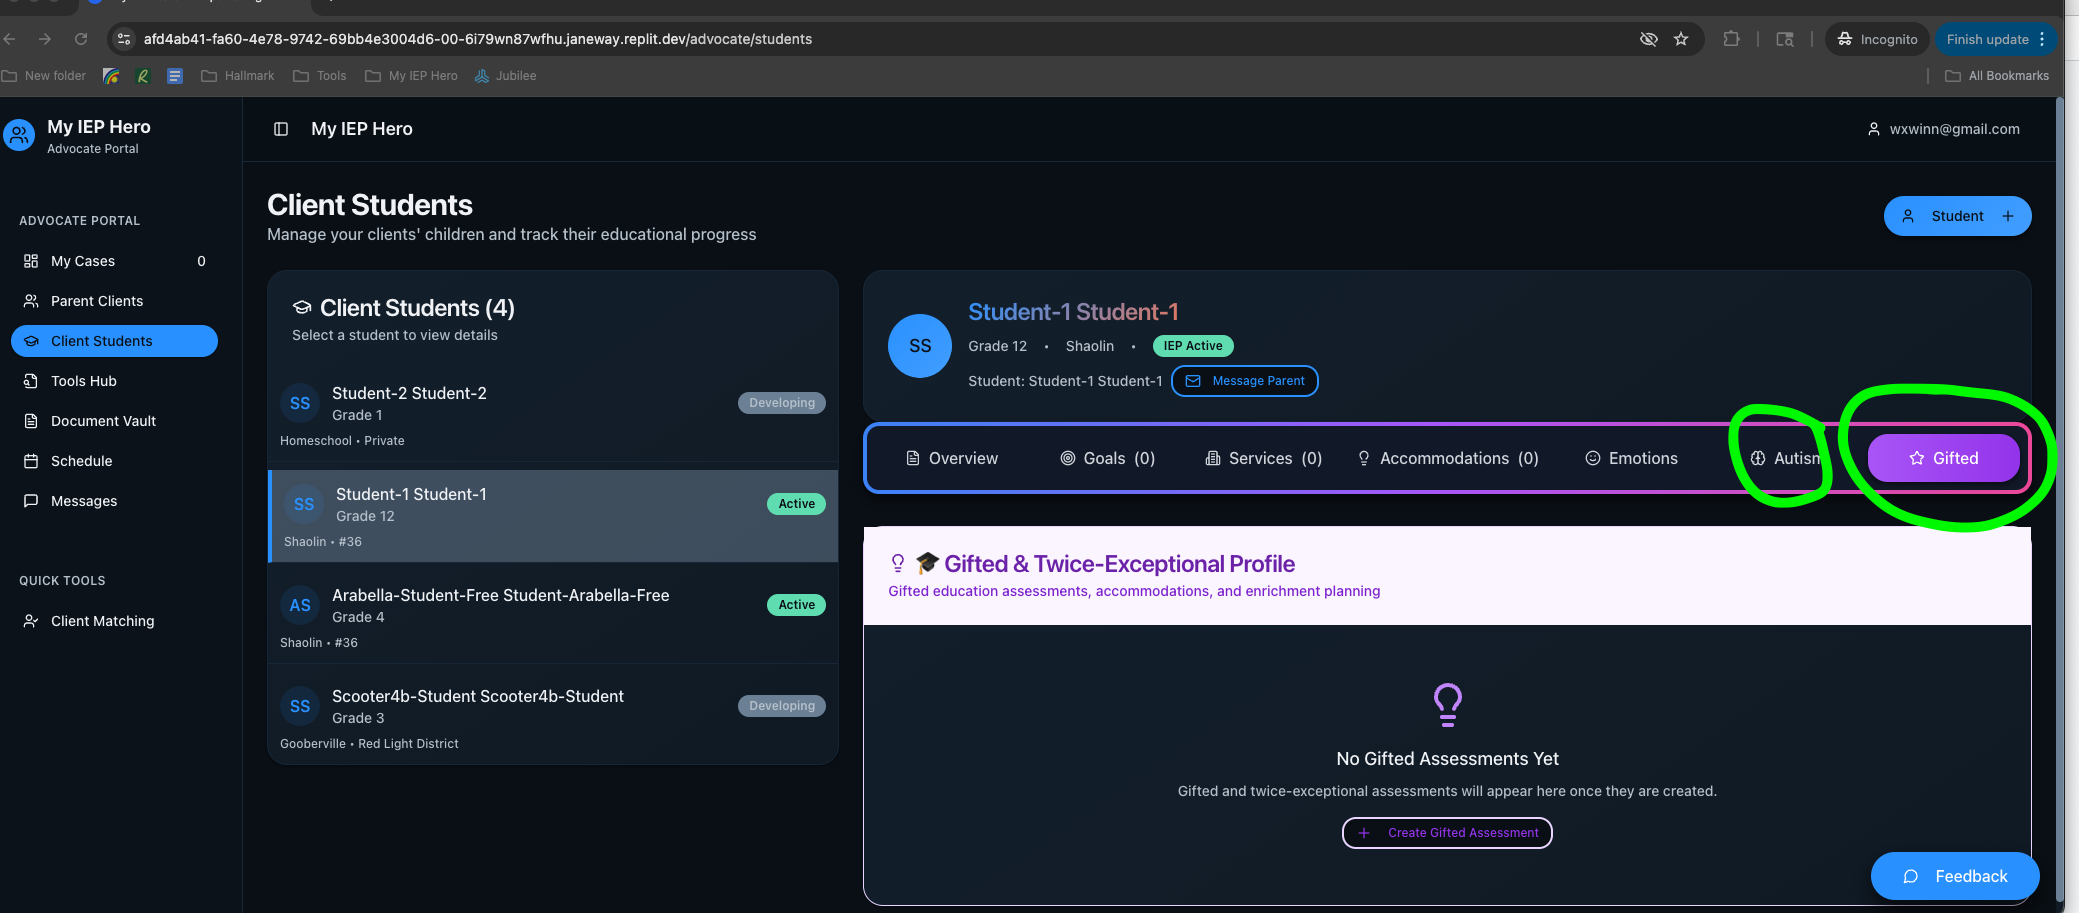 afd4ab41-fa60-4e78-9742-69bb4e3004d6-00-6i79wn87wfhu.janeway.replit.dev/advocate/students
Incognito
Finish update
New folder
Hallmark
Tools
My IEP Hero
Jubilee
All Bookmarks
My IEP Hero
Advocate Portal
My IEP Hero
wxwinn@gmail.com
ADVOCATE PORTAL
My Cases 0
Parent Clients
Client Students
Tools Hub
Document Vault
Schedule
Messages
QUICK TOOLS
Client Matching
Client Students
Manage your clients' children and track their educational progress
Student +
Client Students (4)
Select a student to view details
SS
Student-2 Student-2
Grade 1
Developing
Homeschool • Private
SS
Student-1 Student-1
Grade 12
Active
Shaolin • #36
AS
Arabella-Student-Free Student-Arabella-Free
Grade 4
Active
Shaolin • #36
SS
Scooter4b-Student Scooter4b-Student
Grade 3
Developing
Gooberville • Red Light District
SS
Student-1 Student-1
Grade 12 • Shaolin • IEP Active
Student: Student-1 Student-1
Message Parent
Overview
Goals (0)
Services (0)
Accommodations (0)
Emotions
Autism
Gifted
Gifted & Twice-Exceptional Profile
Gifted education assessments, accommodations, and enrichment planning
No Gifted Assessments Yet
Gifted and twice-exceptional assessments will appear here once they are created.
+ Create Gifted Assessment
Feedback